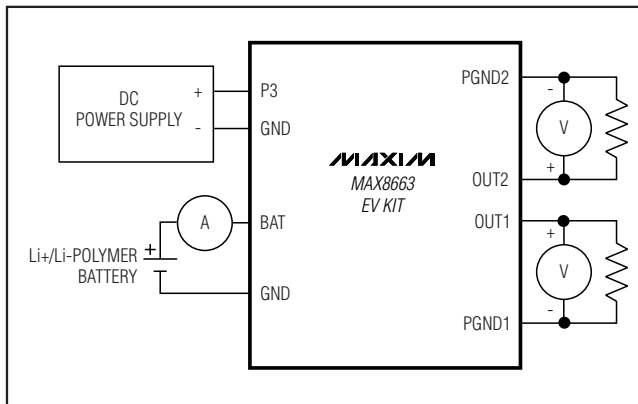 DC
POWER SUPPLY
+
-
P3
GND
A
BAT
Li+/Li-POLYMER
BATTERY
+
GND
MAXIM
MAX8663
EV KIT
PGND2
-
V
+
OUT2
OUT1
+
V
-
PGND1